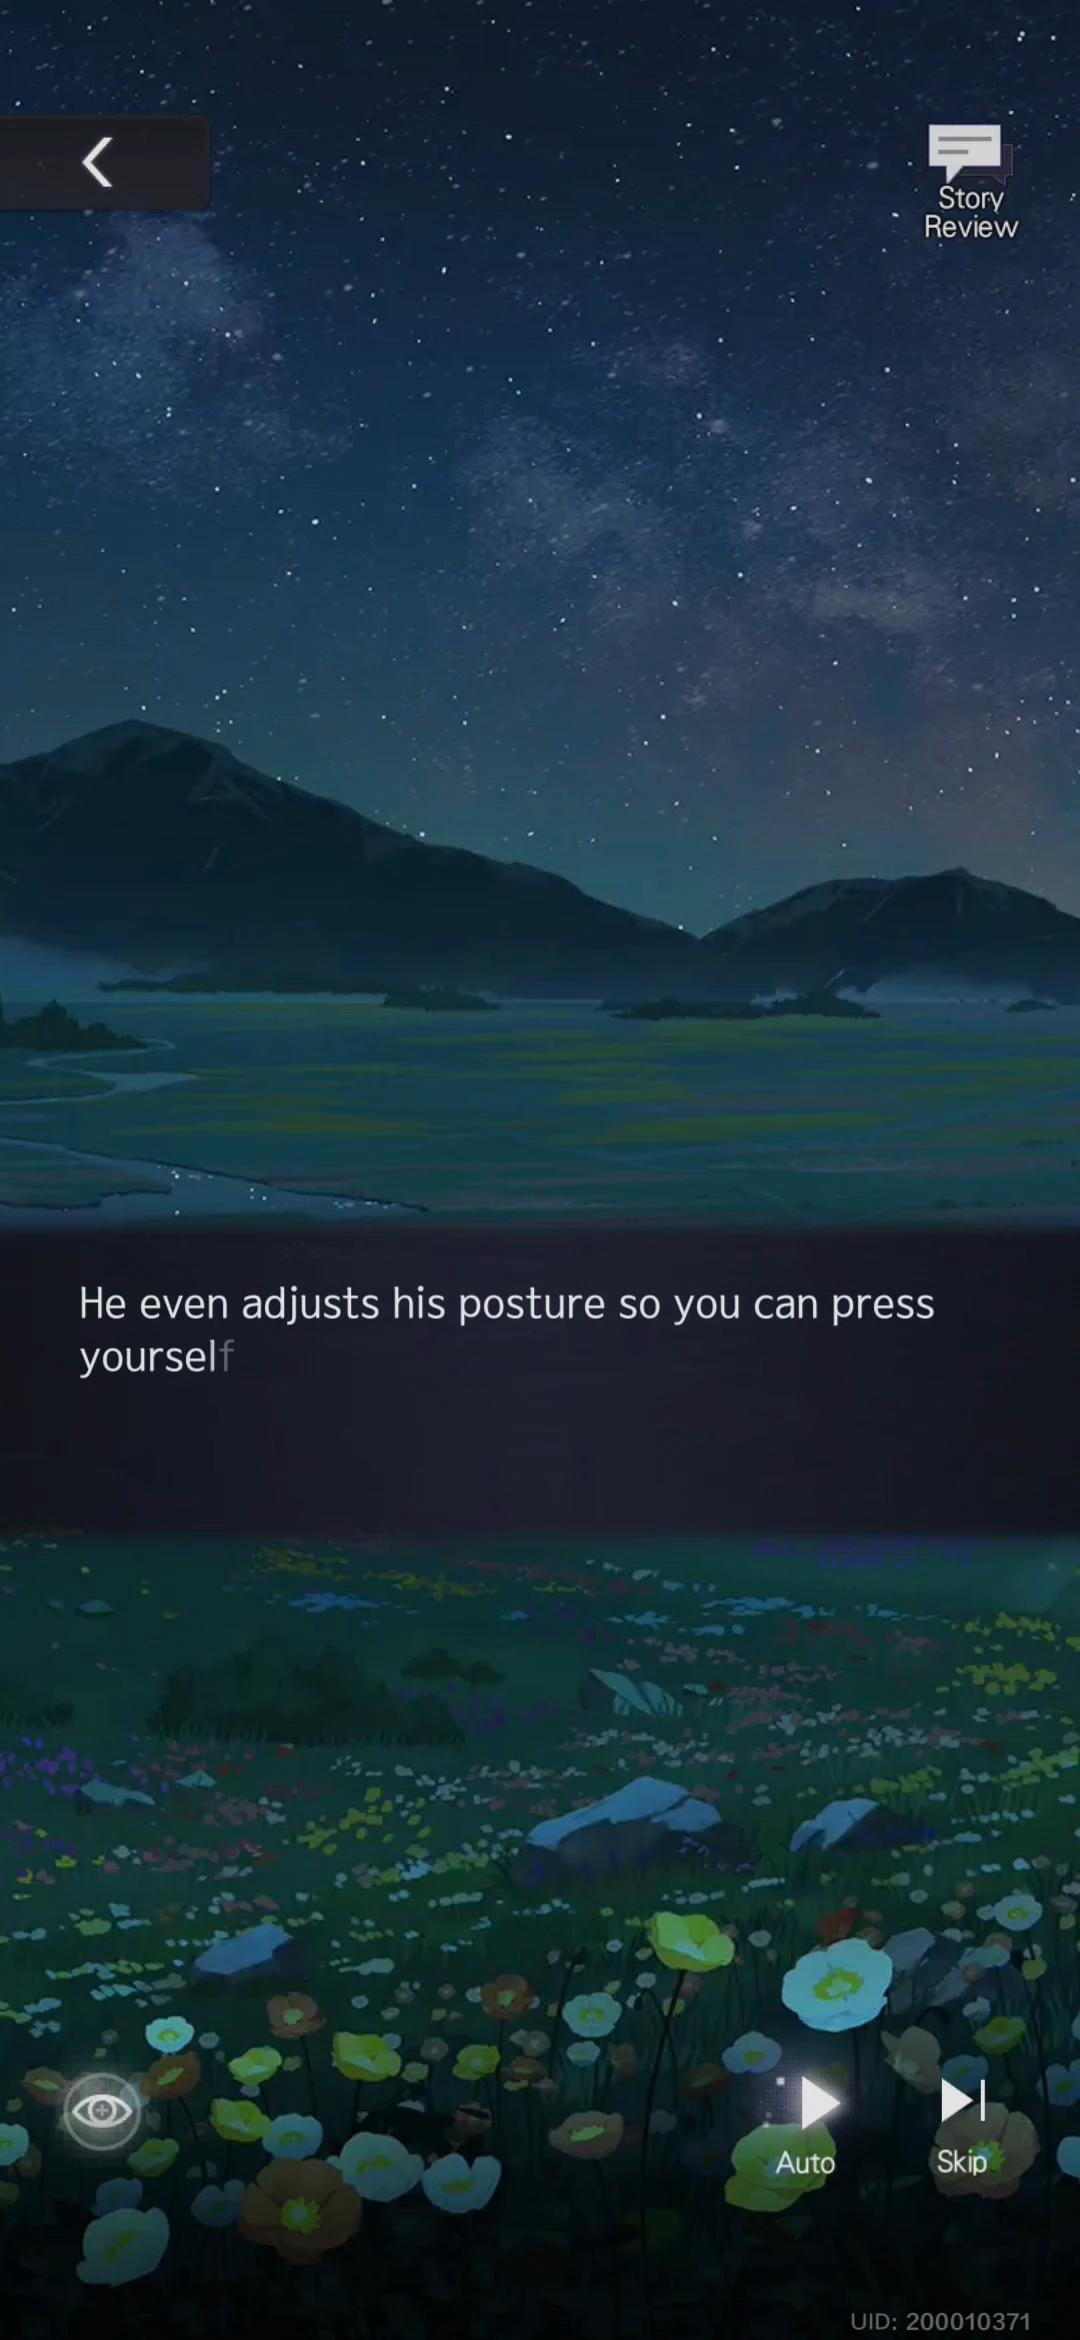 Story
Review
He even adjusts his posture so you can press
yourself
Auto
Skip
UID: 200010371